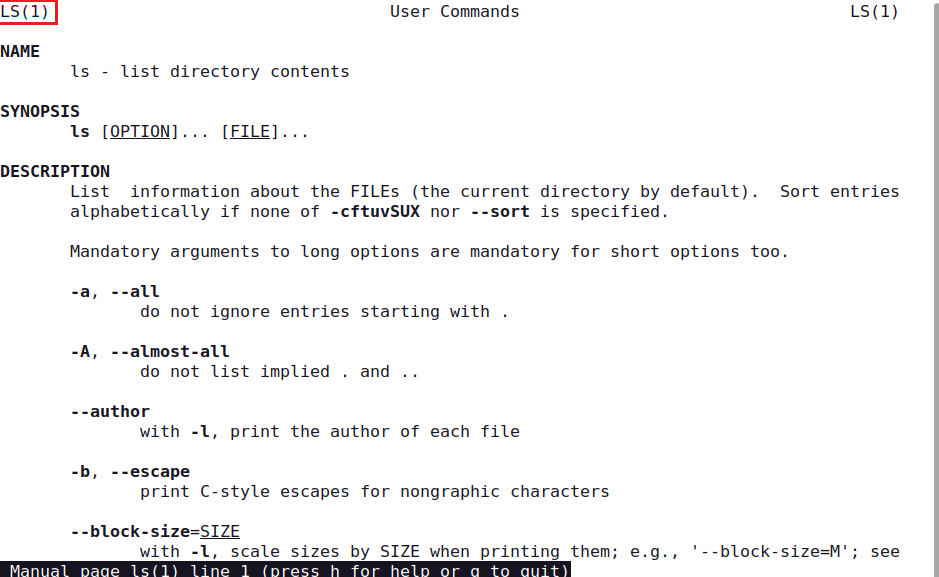 LS(1) User Commands LS(1)
NAME
ls - list directory contents
SYNOPSIS
ls [OPTION]... [FILE]...
DESCRIPTION
List  information about the FILEs (the current directory by default).  Sort entries
alphabetically if none of -cftuvSUX nor --sort is specified.
Mandatory arguments to long options are mandatory for short options too.
-a, --all
do not ignore entries starting with .
-A, --almost-all
do not list implied . and ..
--author
with -l, print the author of each file
-b, --escape
print C-style escapes for nongraphic characters
--block-size=SIZE
with -l, scale sizes by SIZE when printing them; e.g., '--block-size=M'; see
Manual page ls(1) line 1 (press h for help or q to quit)